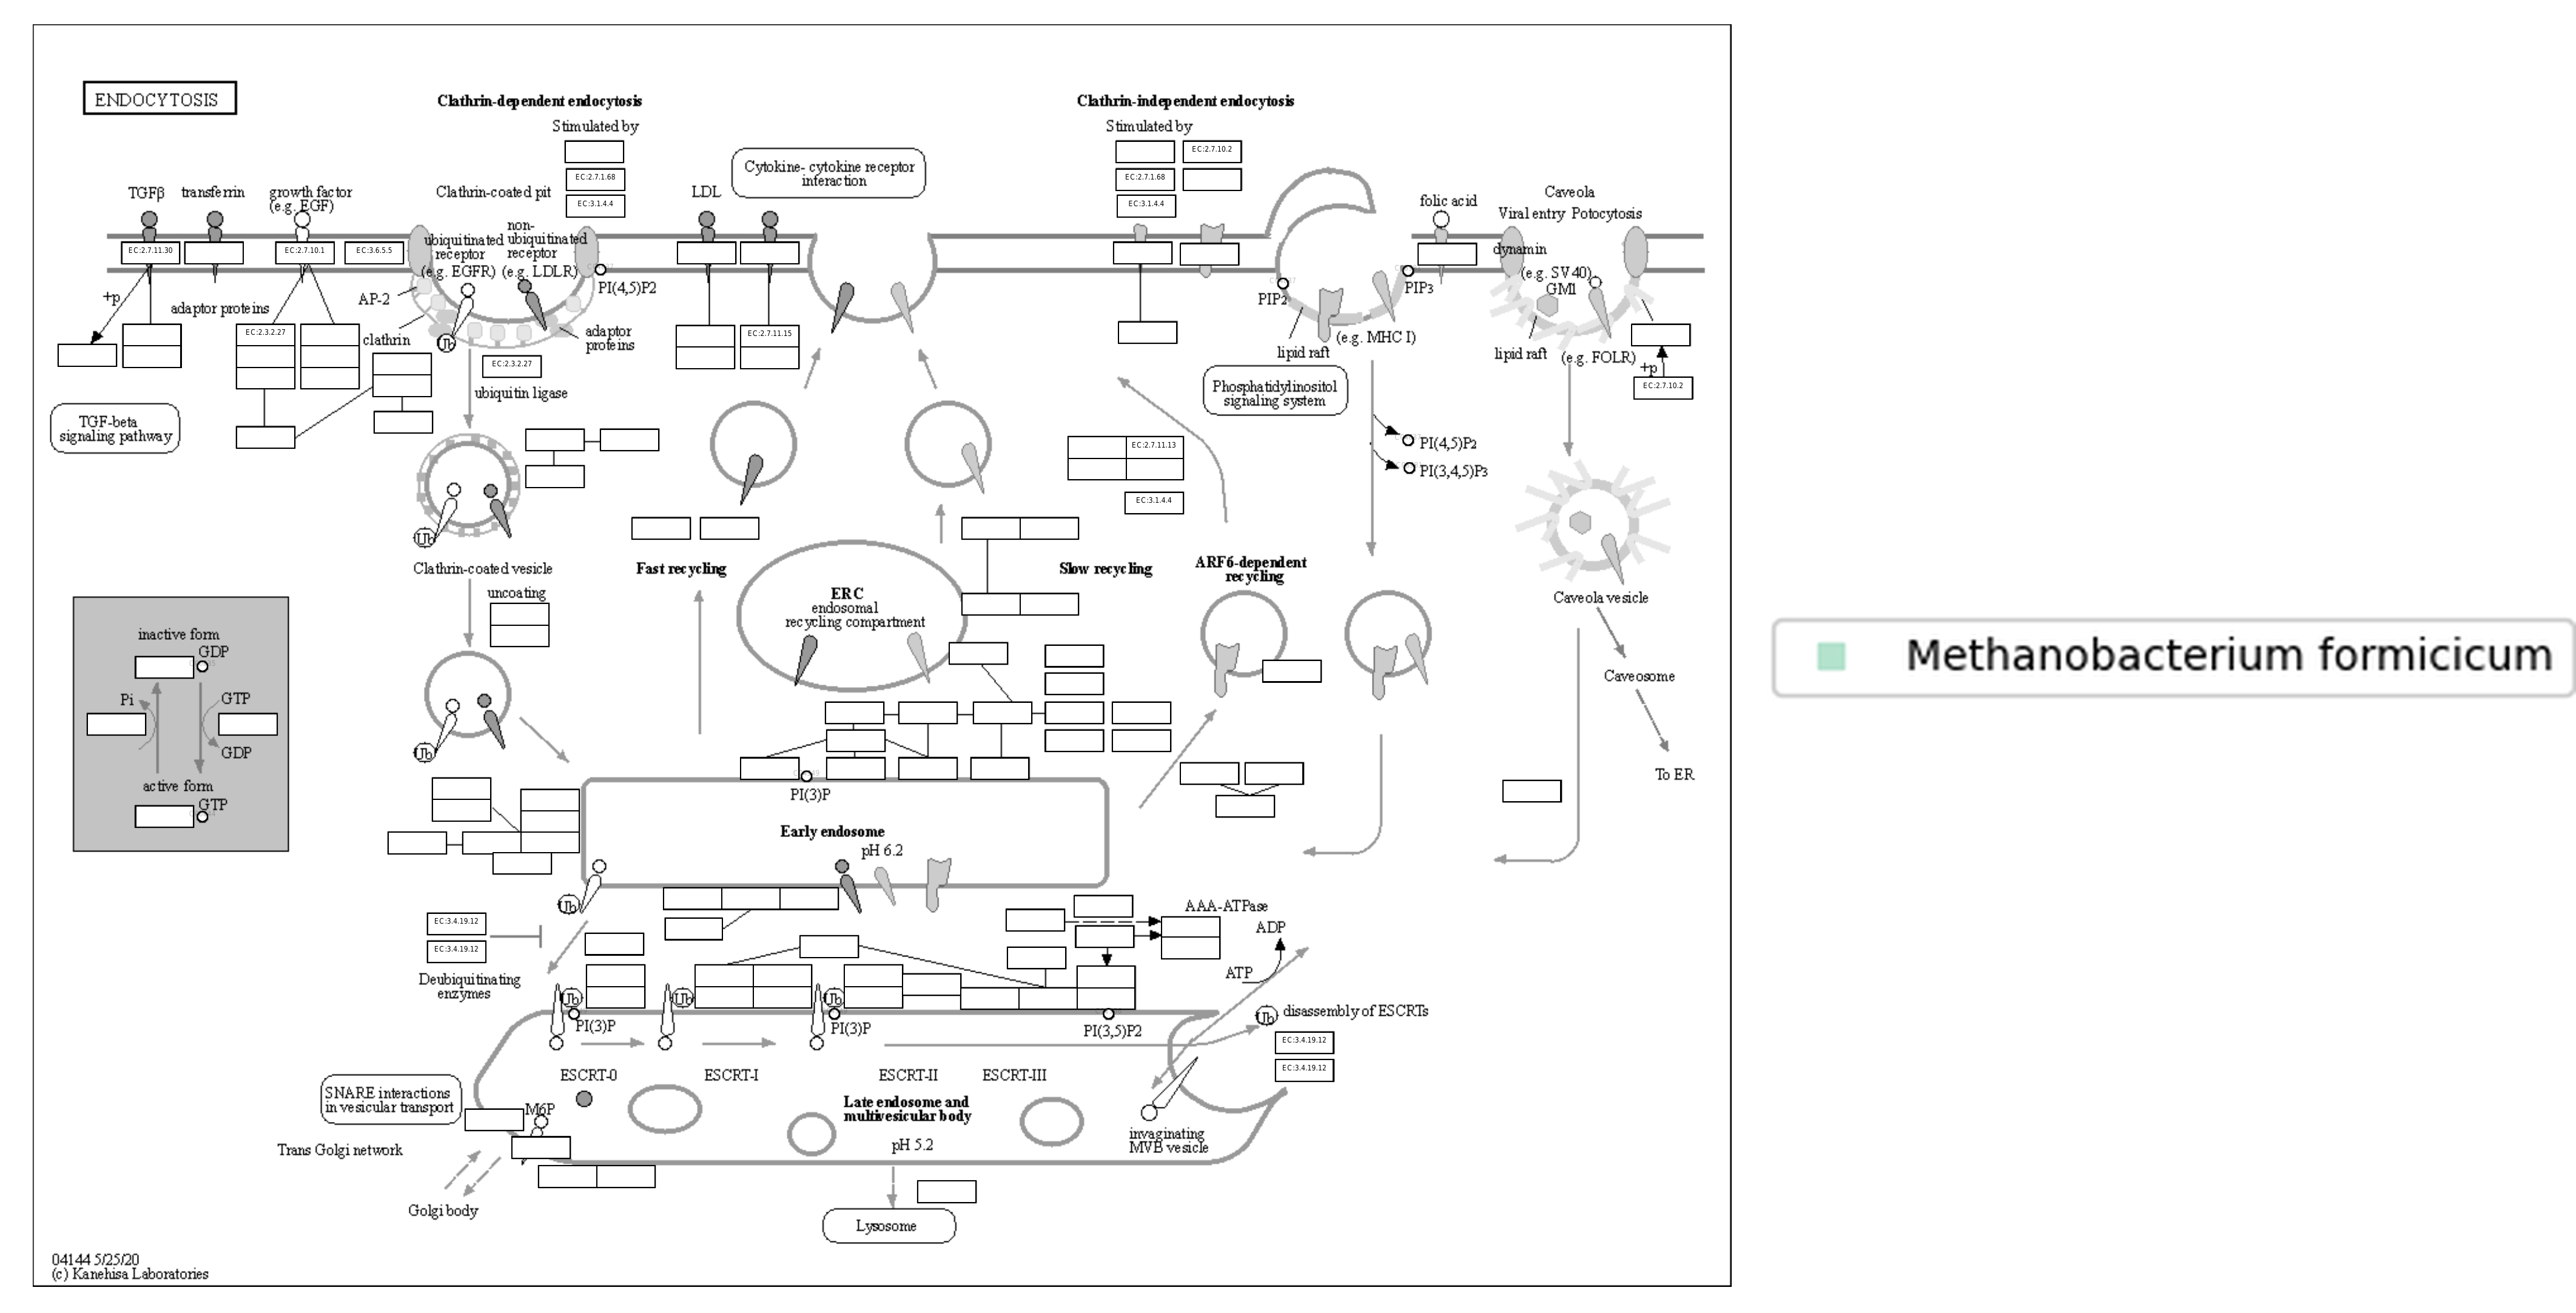 ENDOCYTOSIS
Clathrin-dependent endocytosis
Stimulated by
EC:2.7.1.68
EC:3.1.4.4
Clathrin-independent endocytosis
Stimulated by
EC:2.7.10.2
EC:2.7.1.68
EC:3.1.4.4
Cytokine- cytokine receptor
interaction
TGFβ
transferrin
growth factor
(e.g. EGF)
Clathrin-coated pit
LDL
folic acid
Caveola
Viral entry Potocytosis
EC:2.7.11.30
EC:2.7.10.1
EC:3.6.5.5
ubiquitinated
receptor
(e.g. EGFR)
non-
ubiquitinated
receptor
(e.g. LDLR)
PI(4,5)P2
dynamin
(e.g. SV40)
GM1
PIP2
PIP3
+p
adaptor proteins
AP-2
clathrin
EC:2.3.2.27
Ub
adaptor
proteins
EC:2.3.2.27
ubiquitin ligase
EC:2.7.11.15
lipid raft
(e.g. MHC I)
lipid raft
(e.g. FOLR)
+p
EC:2.7.10.2
TGF-beta
signaling pathway
Phosphatidylinositol
signaling system
EC:2.7.11.13
EC:3.1.4.4
PI(4,5)P2
PI(3,4,5)P3
Ub
Clathrin-coated vesicle
uncoating
Fast recycling
ERC
endosomal
recycling compartment
Slow recycling
ARF6-dependent
recycling
Caveola vesicle
Caveosome
To ER
inactive form
GDP
Pi
GTP
GDP
active form
GTP
Ub
PI(3)P
Early endosome
pH 6.2
Ub
EC:3.4.19.12
EC:3.4.19.12
Deubiquitinating
enzymes
AAA-ATPase
ADP
ATP
Ub
Ub
Ub
PI(3)P
PI(3)P
PI(3,5)P2
Ub
disassembly of ESCRTs
EC:3.4.19.12
EC:3.4.19.12
ESCRT-0
ESCRT-I
ESCRT-II
ESCRT-III
SNARE interactions
in vesicular transport
M6P
Late endosome and
multivesicular body
pH 5.2
invaginating
MVB vesicle
Trans Golgi network
Golgi body
Lysosome
04144 5/25/20
(c) Kanehisa Laboratories
Methanobacterium formicicum